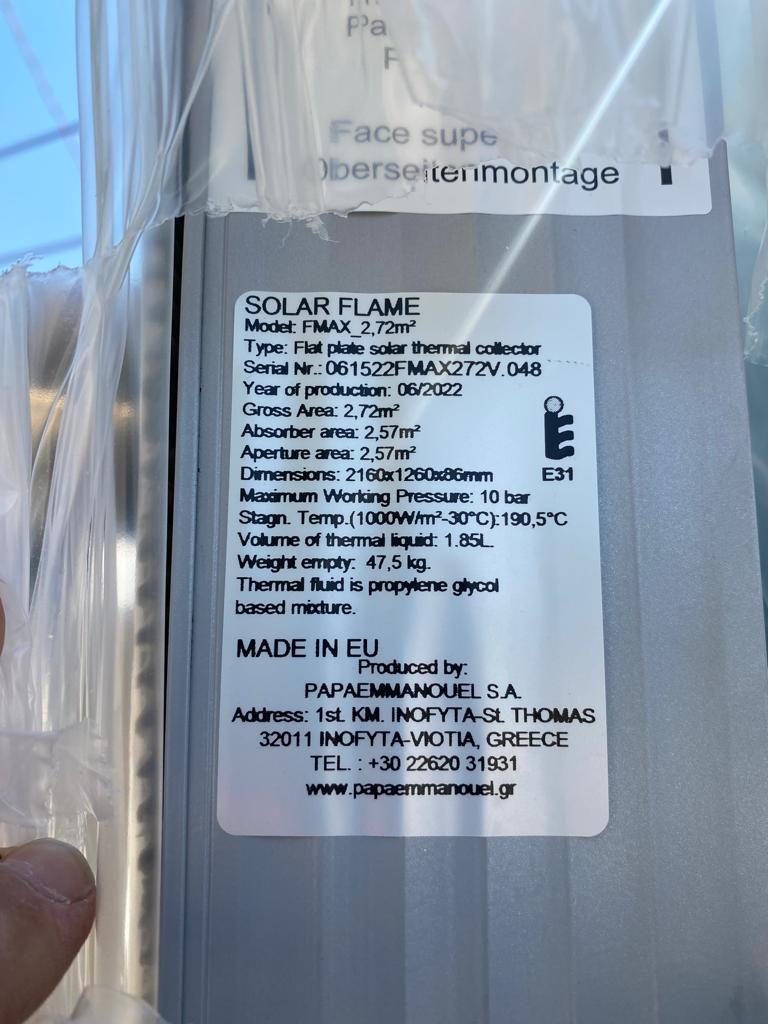 Pa
Face supe
Oberseitenmontage
SOLAR FLAME
Model: FMAX_2,72m²
Type: Flat plate solar thermal collector
Serial Nr.: 061522FMAX272V.048
Year of production: 06/2022
Gross Area: 2,72m²
Absorber area: 2,57m²
Aperture area: 2,57m²
E31
Dimensions: 2160x1260x86mm
Maximum Working Pressure: 10 bar
Stagn. Temp.(1000W/m²-30°C):190,5°C
Volume of thermal liquid: 1.85L.
Weight empty: 47,5 kg.
Thermal fluid is propylene glycol
based mixture.
MADE IN EU
Produced by:
PAPAEMMANOUEL S.A.
Address: 1st. KM. INOFYTA-St. THOMAS
32011 INOFYTA-VIOTIA, GREECE
TEL. : +30 22620 31931
www.papaemmanouel.gr